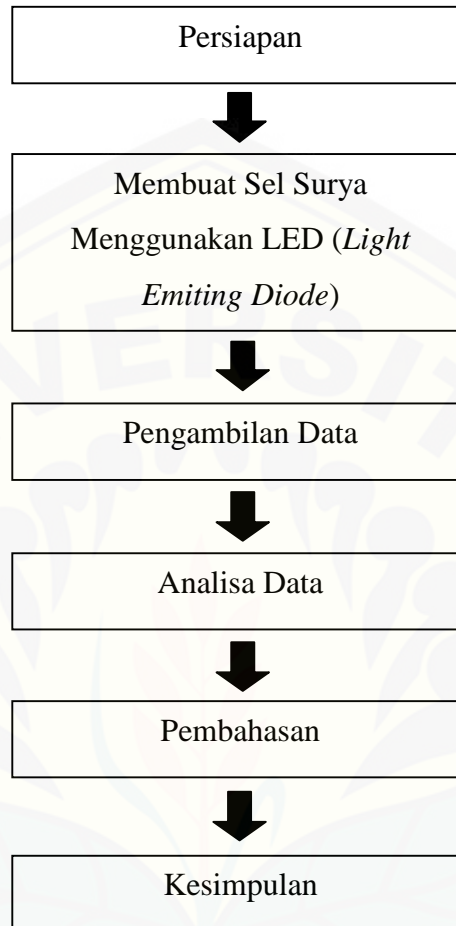 Persiapan
Membuat Sel Surya
Menggunakan LED (Light
Emiting Diode)
Pengambilan Data
Analisa Data
Pembahasan
Kesimpulan